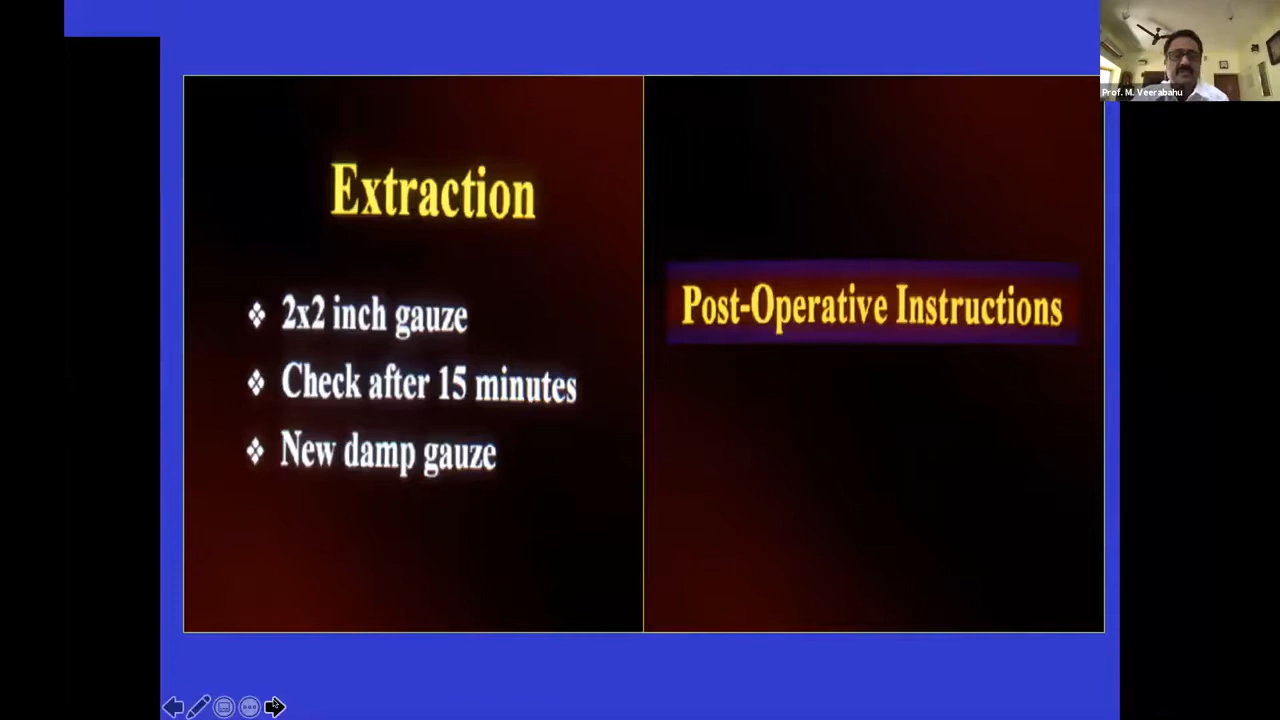 Extraction
❖ 2x2 inch gauze
❖ Check after 15 minutes
❖ New damp gauze
Post-Operative Instructions
Prof. M. Veerabahu